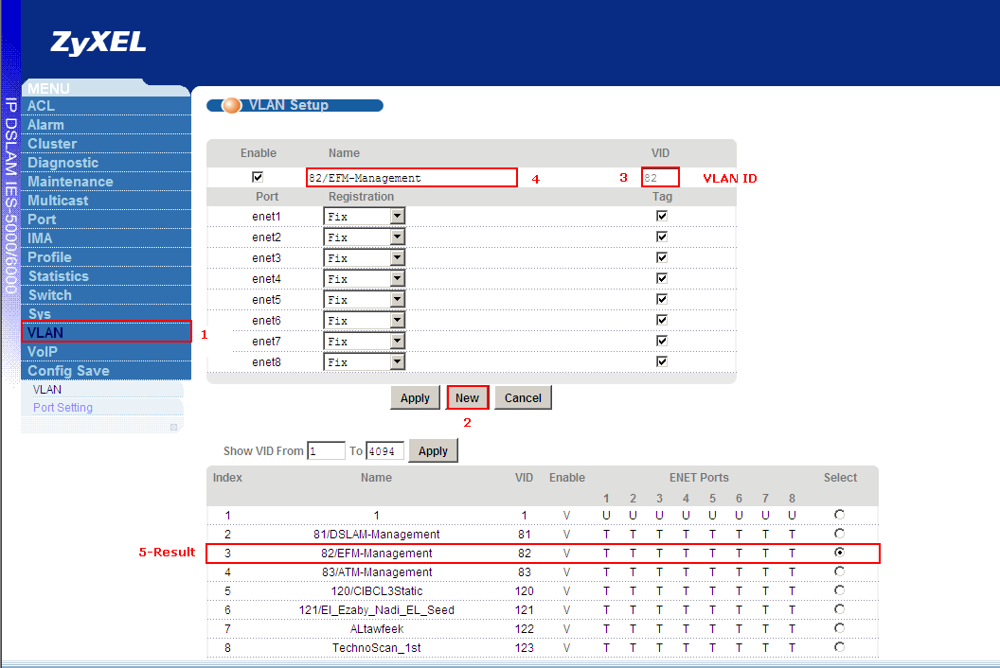 ZyXEL
IP DSLAM IES-5000/6000
MENU
ACL
Alarm
Cluster
Diagnostic
Maintenance
Multicast
Port
IMA
Profile
Statistics
Switch
Sys
VLAN 1
VoIP
Config Save
VLAN
Port Setting
VLAN Setup
Enable Name VID
82/EFM-Management 4 3 82 VLAN ID
Port Registration Tag
enet1 Fix
enet2 Fix
enet3 Fix
enet4 Fix
enet5 Fix
enet6 Fix
enet7 Fix
enet8 Fix
Apply New Cancel
2
Show VID From 1 To 4094 Apply
Index Name VID Enable ENET Ports Select
1 2 3 4 5 6 7 8
1 1 1 V U U U U U U U U
2 81/DSLAM-Management 81 V T T T T T T T T
5-Result 3 82/EFM-Management 82 V T T T T T T T T
4 83/ATM-Management 83 V T T T T T T T T
5 120/CIBCL3Static 120 V T T T T T T T T
6 121/El_Ezaby_Nadi_EL_Seed 121 V T T T T T T T T
7 ALtawfeek 122 V T T T T T T T T
8 TechnoScan_1st 123 V T T T T T T T T